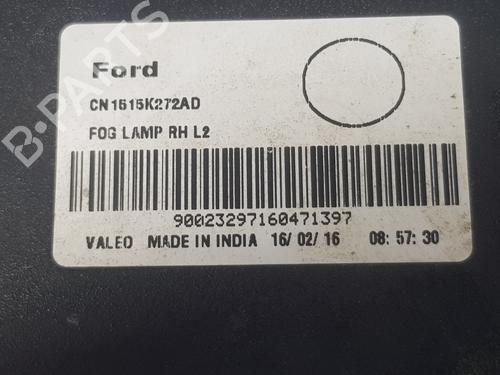 B-PARTS
Ford
CN1515K272AD
FOG LAMP RH L2
90023297160471397
VALEO MADE IN INDIA 16/ 02/ 16 08: 57: 30